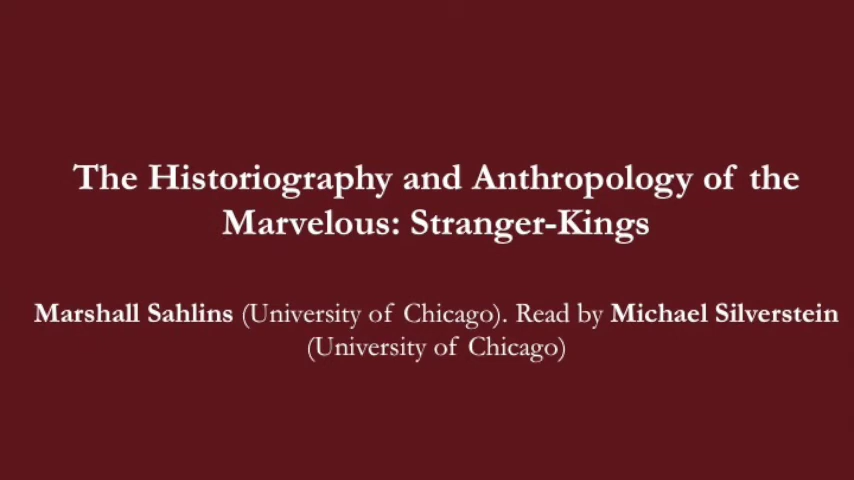 The Historiography and Anthropology of the
Marvelous: Stranger-Kings
Marshall Sahlins (University of Chicago). Read by Michael Silverstein
(University of Chicago)